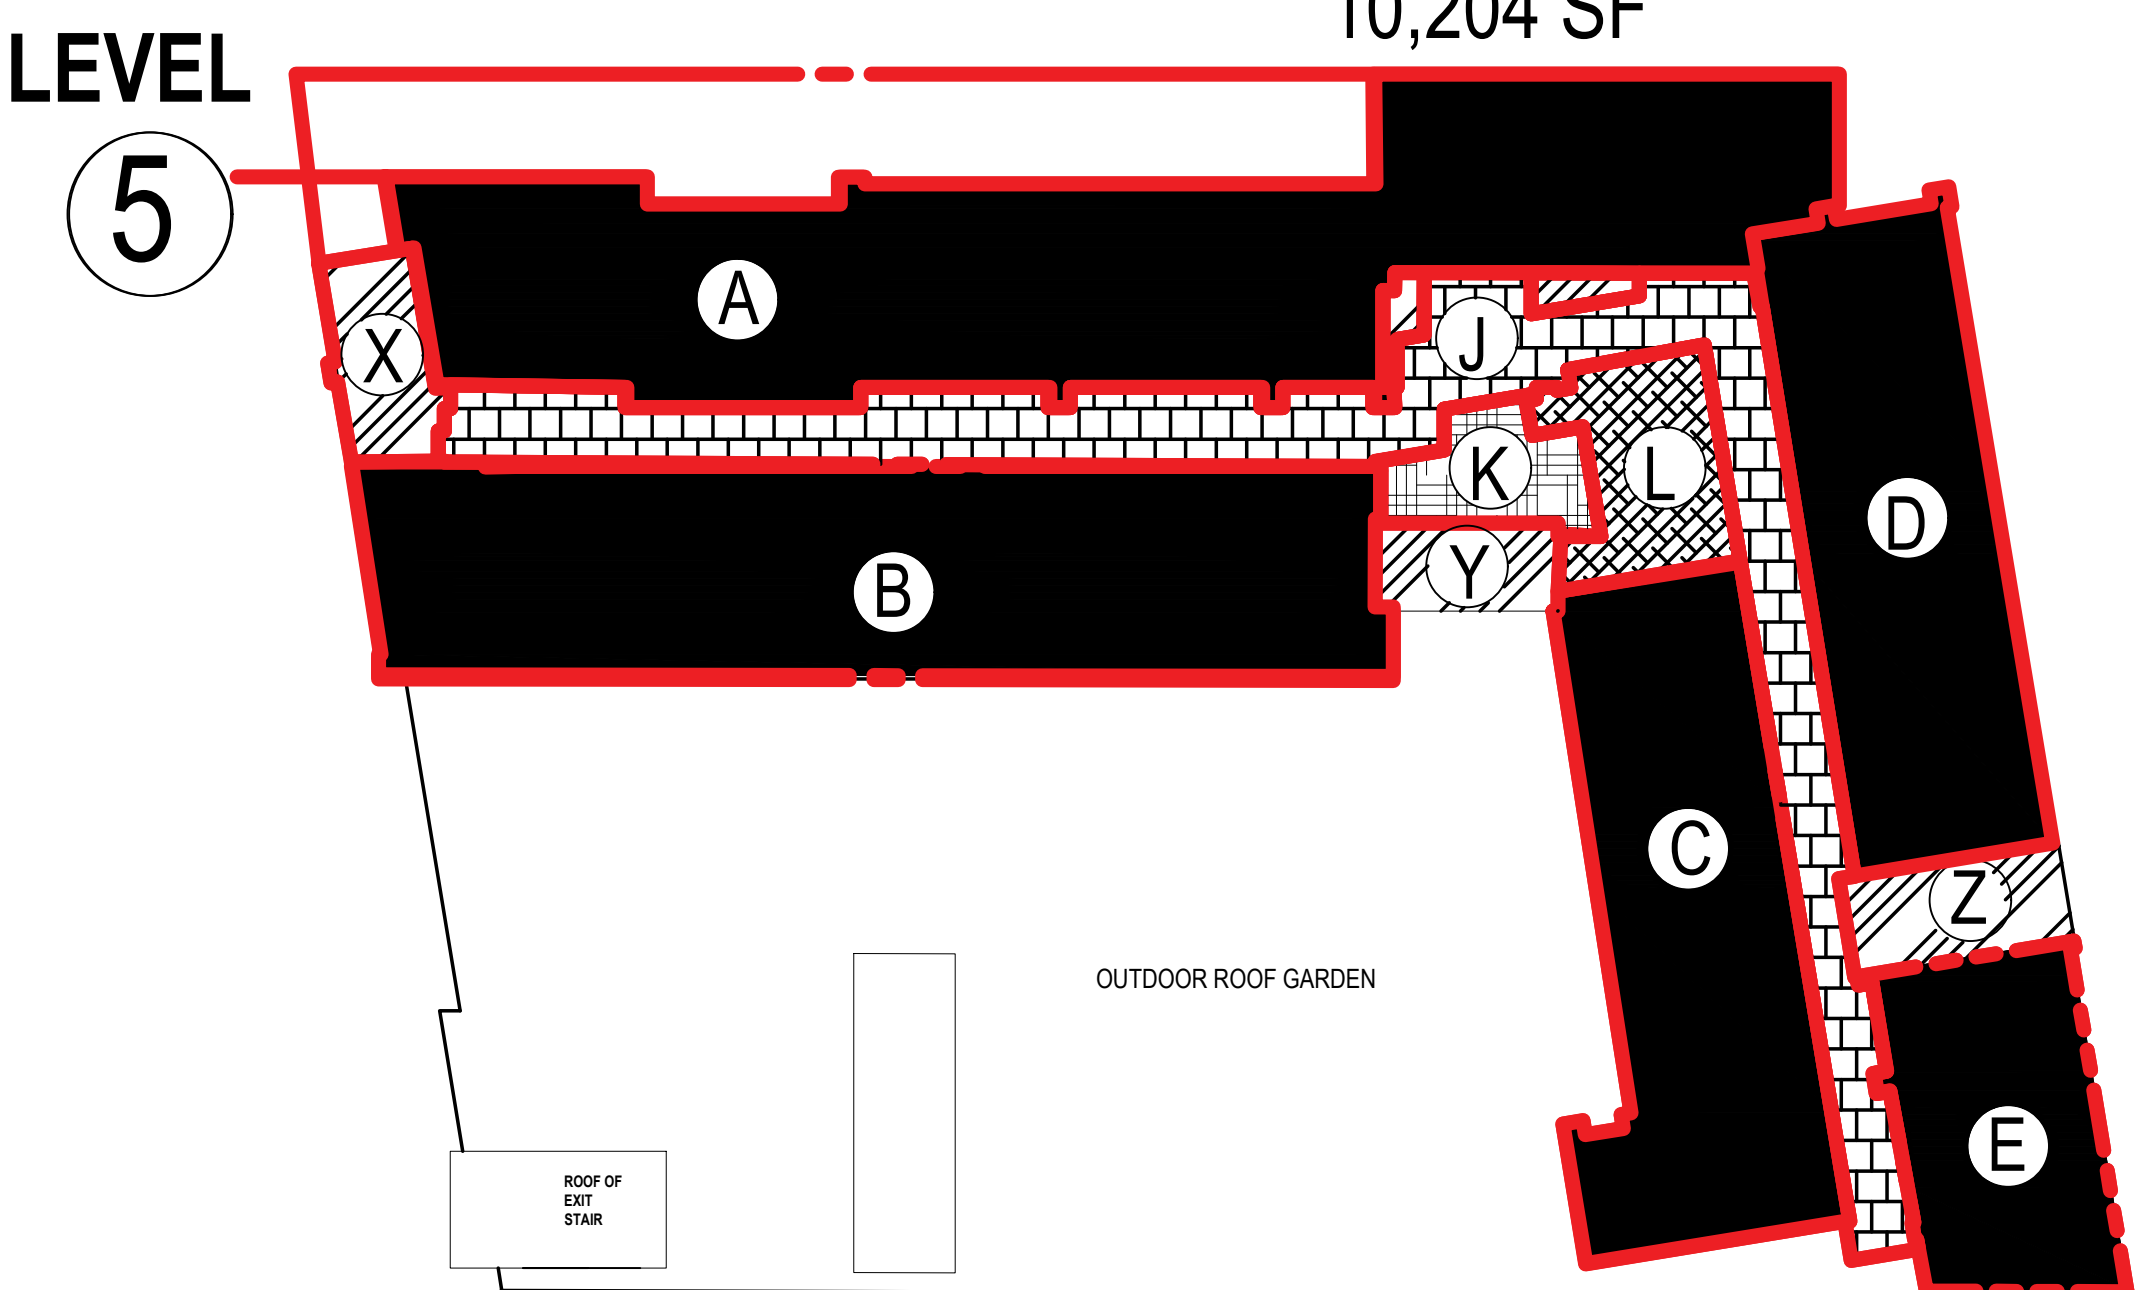 10,204 SF
LEVEL
5
A
X
J
K
L
D
Y
B
C
Z
OUTDOOR ROOF GARDEN
E
ROOF OF
EXIT
STAIR